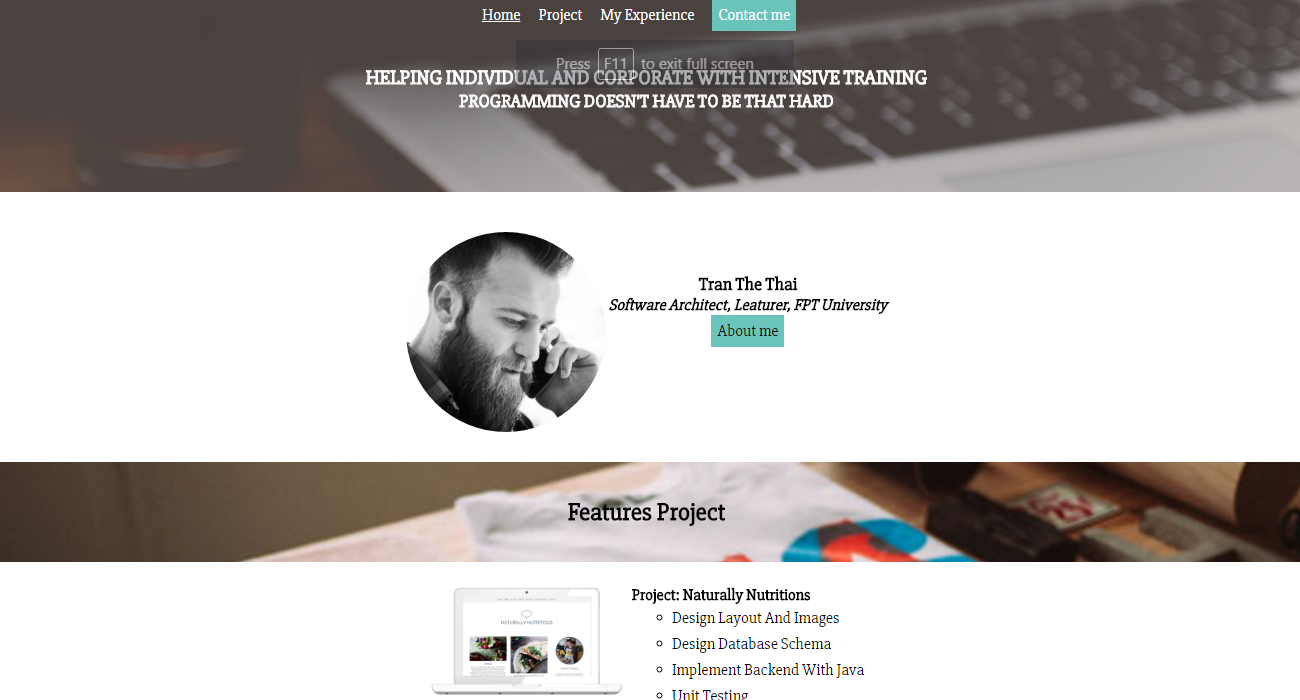 Home Project My Experience Contact me
Press F11 to exit full screen
HELPING INDIVIDUAL AND CORPORATE WITH INTENSIVE TRAINING
PROGRAMMING DOESN'T HAVE TO BE THAT HARD
Tran The Thai
Software Architect, Leaturer, FPT University
About me
Features Project
NATURALLY NUTRITIOUS
Project: Naturally Nutritions
Design Layout And Images
Design Database Schema
Implement Backend With Java
Unit Testing